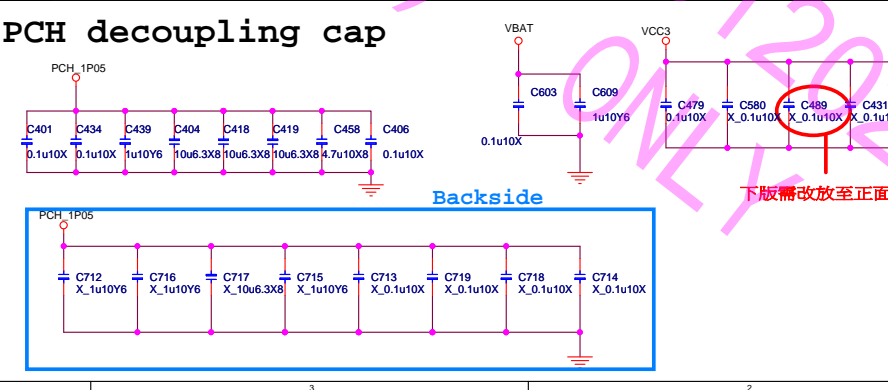 PCH decoupling cap
PCH_1P05
C401
0.1u10X
C434
0.1u10X
C439
1u10Y6
C404
10u6.3X8
C418
10u6.3X8
C419
10u6.3X8
C458
4.7u10X8
C406
0.1u10X
VBAT
C603
0.1u10X
C609
1u10Y6
VCC3
C479
0.1u10X
C580
X_0.1u10X
C489
X_0.1u10X
C431
X_0.1u1
下版需改放至正面
ONLY
Backside
PCH_1P05
C712
X_1u10Y6
C716
X_1u10Y6
C717
X_10u6.3X8
C715
X_1u10Y6
C713
X_0.1u10X
C719
X_0.1u10X
C718
X_0.1u10X
C714
X_0.1u10X
3
2